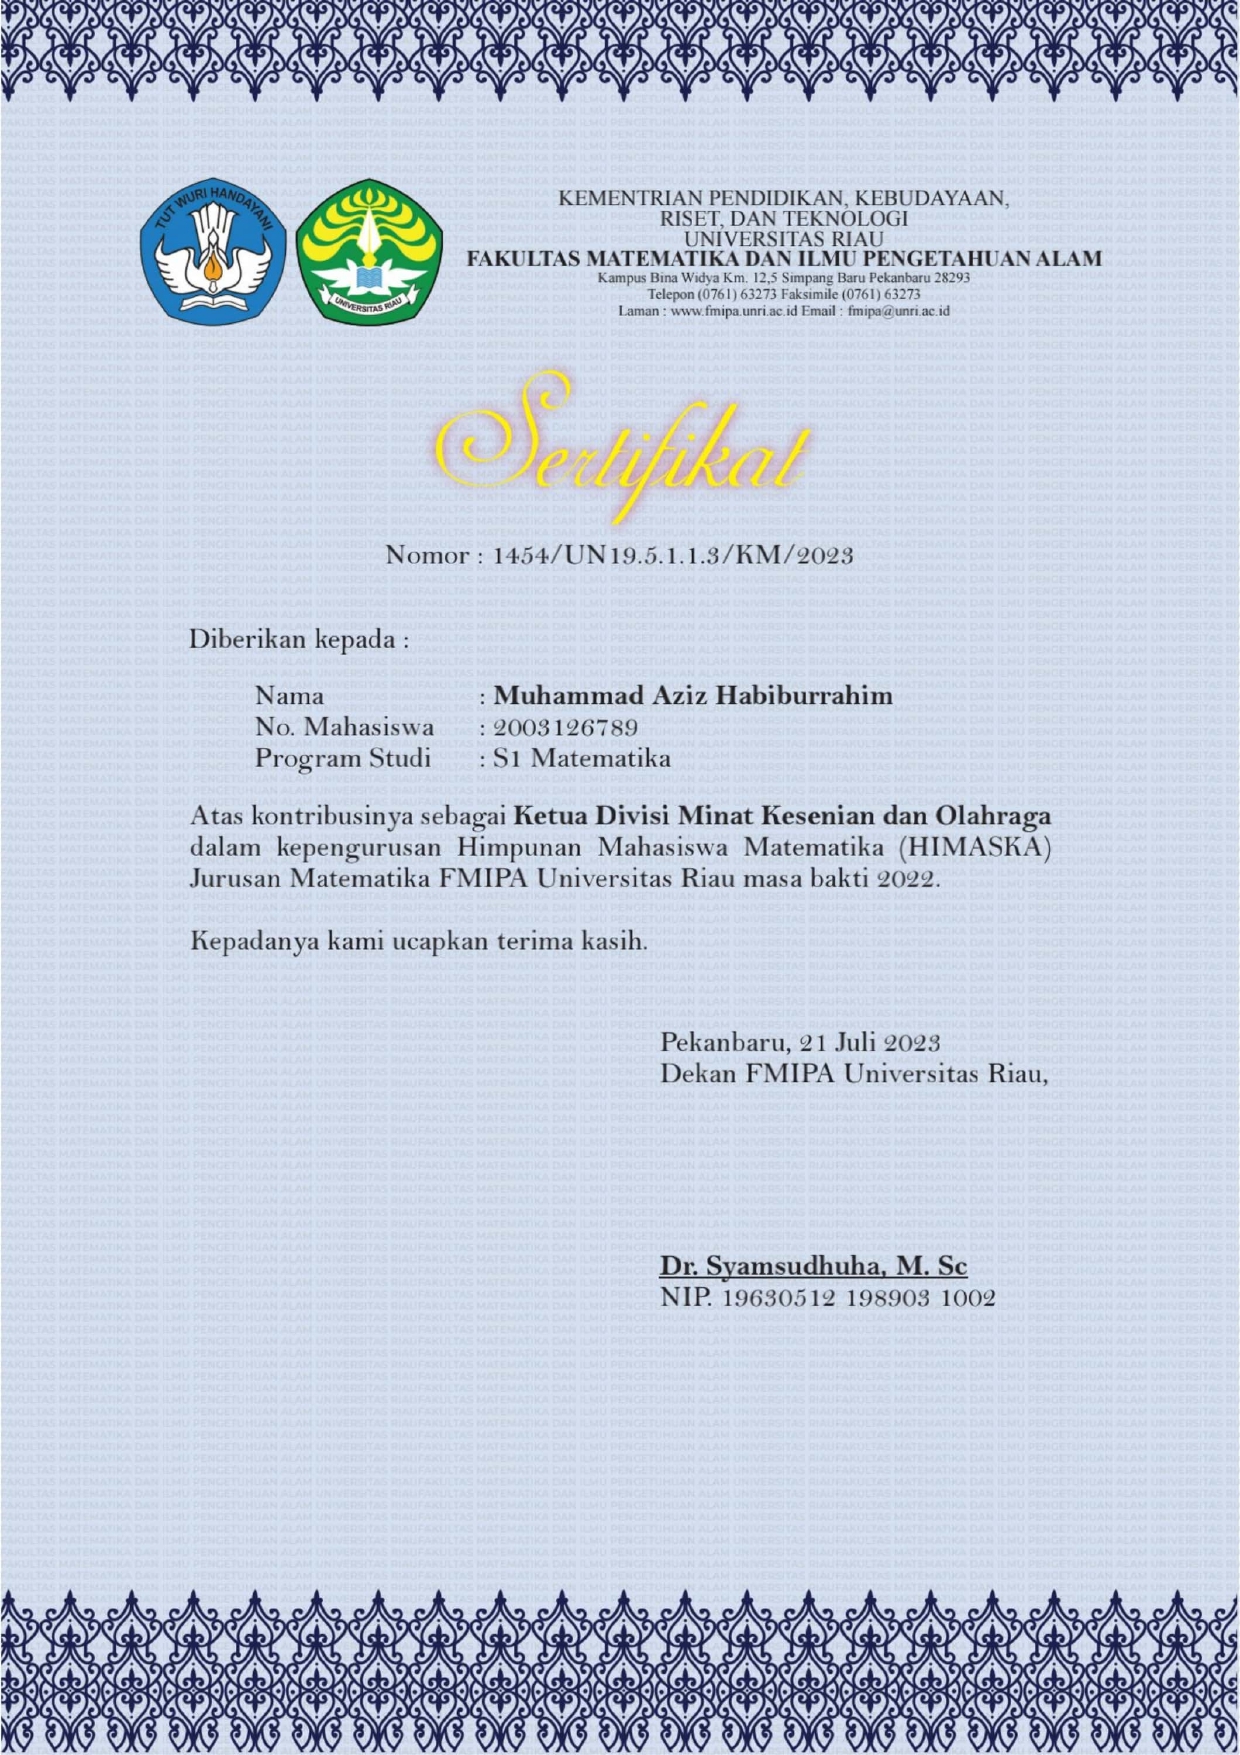 TUT WURI HANDAYANI
UNIVERSITAS RIAU
KEMENTRIAN PENDIDIKAN, KEBUDAYAAN,
RISET, DAN TEKNOLOGI
UNIVERSITAS RIAU
FAKULTAS MATEMATIKA DAN ILMU PENGETAHUAN ALAM
Kampus Bina Widya Km. 12,5 Simpang Baru Pekanbaru 28293
Telepon (0761) 63273 Faksimile (0761) 63273
Laman : www.fmipa.unri.ac.id Email : fmipa@unri.ac.id
Sertifikat
Nomor : 1454/UN19.5.1.1.3/KM/2023
Diberikan kepada :
Nama : Muhammad Aziz Habiburrahim
No. Mahasiswa : 2003126789
Program Studi : S1 Matematika
Atas kontribusinya sebagai Ketua Divisi Minat Kesenian dan Olahraga
dalam kepengurusan Himpunan Mahasiswa Matematika (HIMASKA)
Jurusan Matematika FMIPA Universitas Riau masa bakti 2022.
Kepadanya kami ucapkan terima kasih.
Pekanbaru, 21 Juli 2023
Dekan FMIPA Universitas Riau,
Dr. Syamsudhuha, M. Sc
NIP. 19630512 198903 1002